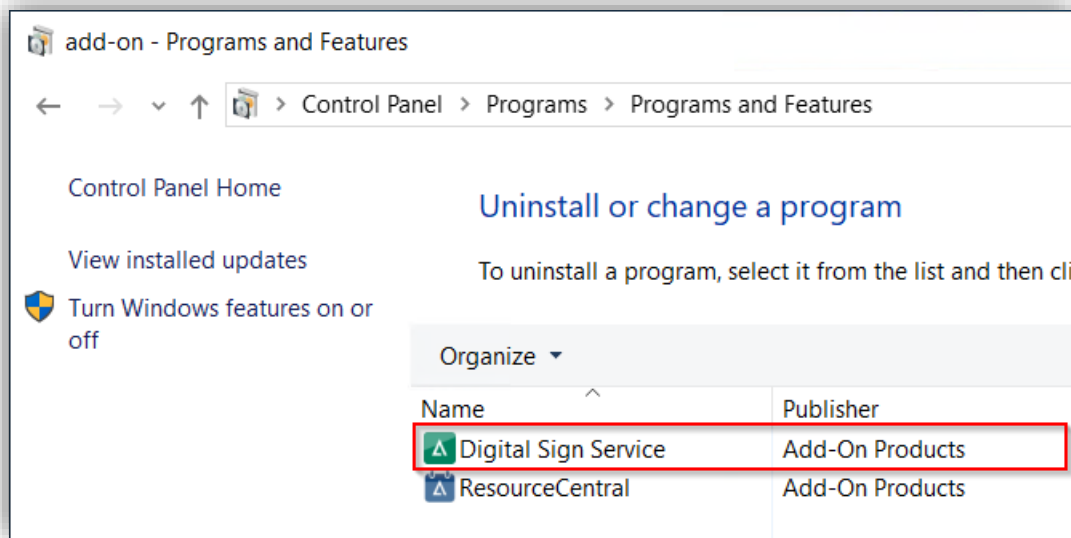 add-on - Programs and Features
Control Panel > Programs > Programs and Features
Control Panel Home
View installed updates
Turn Windows features on or
off
Uninstall or change a program
To uninstall a program, select it from the list and then cli
Organize
Name Publisher
Digital Sign Service Add-On Products
ResourceCentral Add-On Products